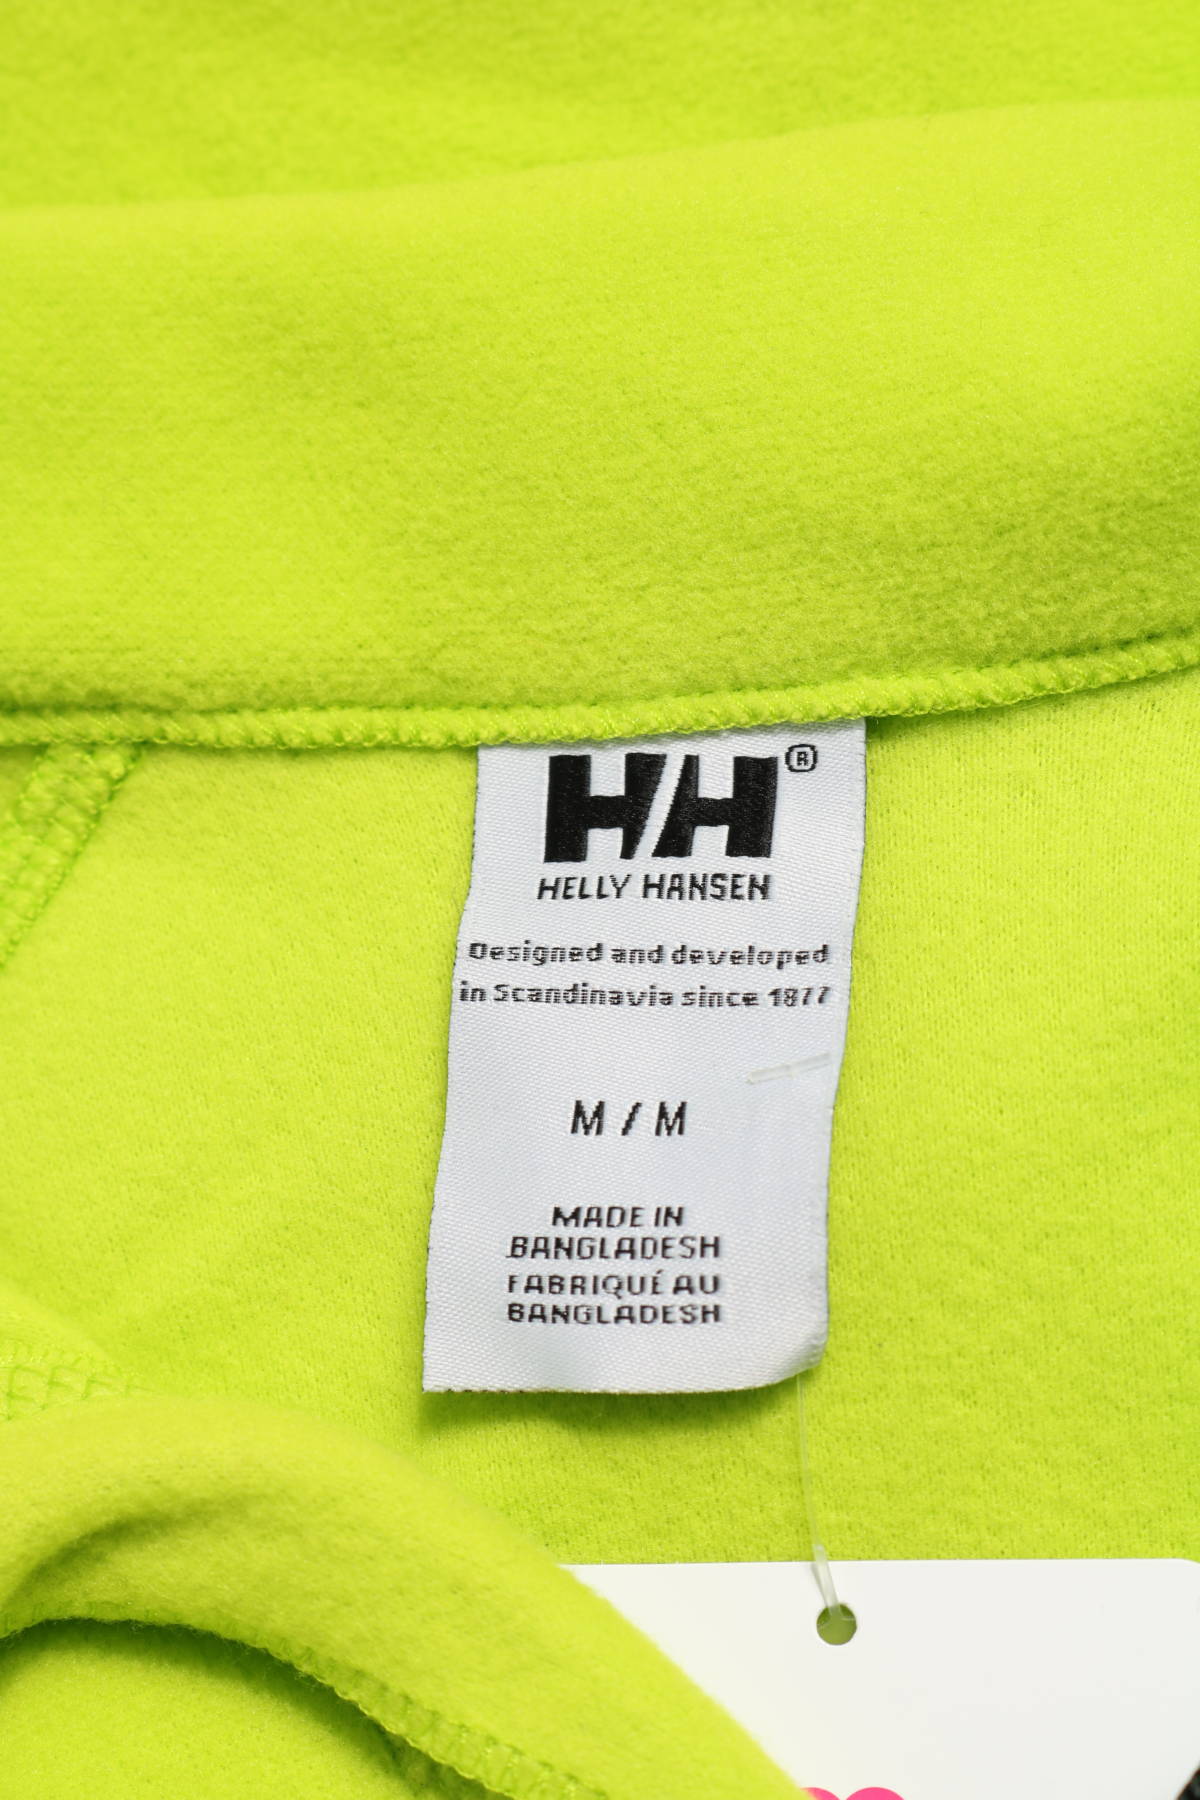 HH®
HELLY HANSEN
Designed and developed
in Scandinavia since 1877
M / M
MADE IN
BANGLADESH
FABRIQUÉ AU
BANGLADESH